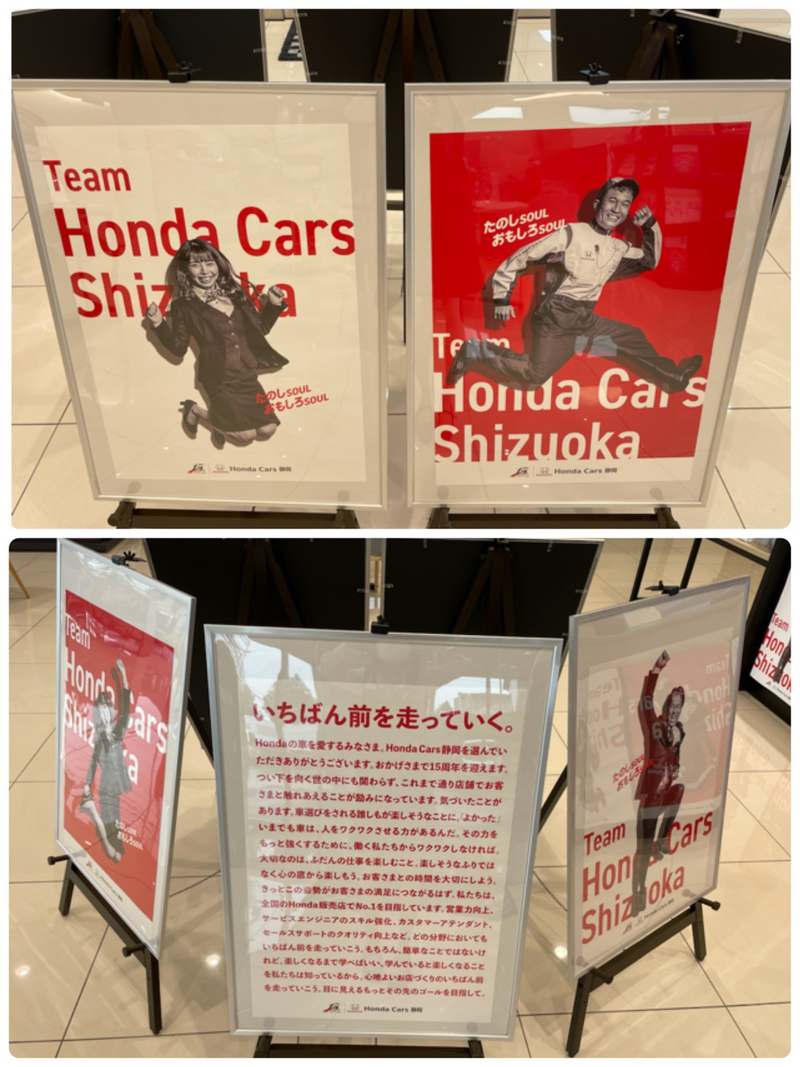 Team
Honda Cars
Shizuoka
たのしSOUL
おもしろSOUL
Honda Cars 静岡
たのしSOUL
おもしろSOUL
Team
Honda Cars
Shizuoka
Honda Cars 静岡
Team
Honda Cars
Shizuoka
たのしSOUL
おもしろSOUL
いちばん前を走っていく。
Hondaの車を愛するみなさま。Honda Cars 静岡を選んでい
ただきありがとうございます。おかげさまで15周年を迎えます。
つい下を向く世の中にも関わらず、これまで通り店舗でお客
さまと触れあえることが励みになっています。気づいたことが
あります。車選びをされる誰しもが楽しそうなことに。「よかった」
いまでも車は、人をワクワクさせる力があるんだ。その力を
もっと強くするために、働く私たちからワクワクしなければ。
大切なのは、ふだんの仕事を楽しむこと。楽しそうなふりでは
なく心の底から楽しもう。お客さまとの時間を大切にしよう。
きっとこの姿勢がお客さまの満足につながるはず。私たちは、
全国のHonda販売店でNo.1を目指しています。営業力向上、
サービスエンジニアのスキル強化、カスタマーアテンダント、
セールスサポートのクオリティ向上など、どの分野においても
いちばん前を走っていこう。もちろん、簡単なことではないけ
れど、楽しくなるまで学べばいい。学んでいると楽しくなること
を私たちは知っているから。心地よいお店づくりのいちばん前
を走っていこう。目に見えるもっとその先のゴールを目指して。
Honda Cars 静岡
たのしSOUL
おもしろSOUL
Team
Honda Cars
Shizuoka
Team